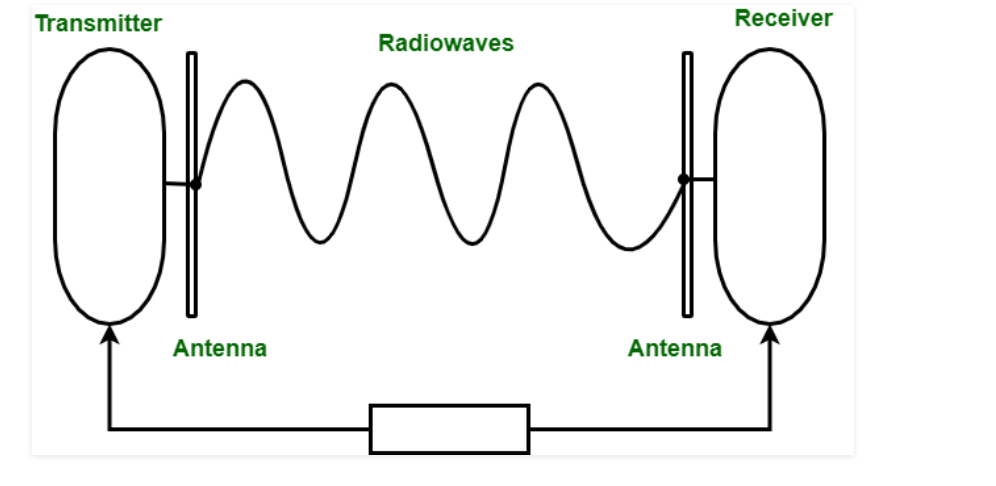 Transmitter
Radiowaves
Receiver
Antenna
Antenna